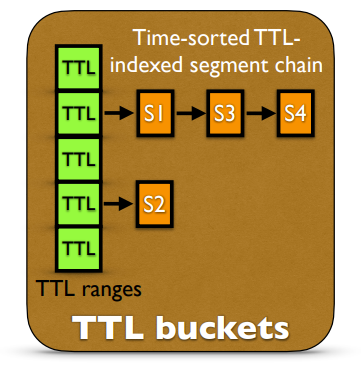 Time-sorted TTL-
indexed segment chain
TTL
TTL S1 S3 S4
TTL
TTL S2
TTL
TTL ranges
TTL buckets